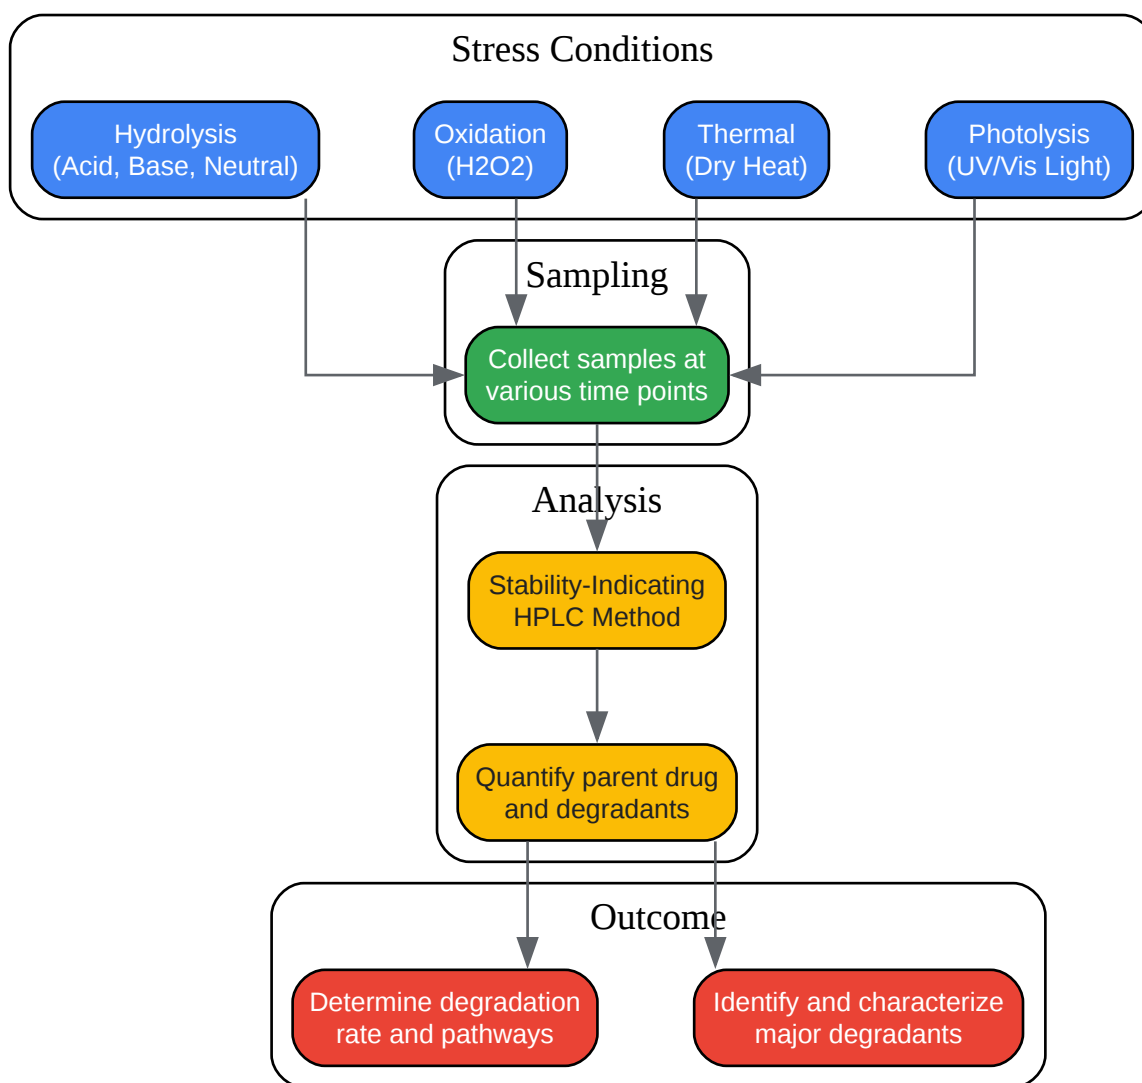 Stress Conditions
Hydrolysis
(Acid, Base, Neutral)
Oxidation
(H2O2)
Thermal
(Dry Heat)
Photolysis
(UV/Vis Light)
Sampling
Collect samples at
various time points
Analysis
Stability-Indicating
HPLC Method
Quantify parent drug
and degradants
Outcome
Determine degradation
rate and pathways
Identify and characterize
major degradants